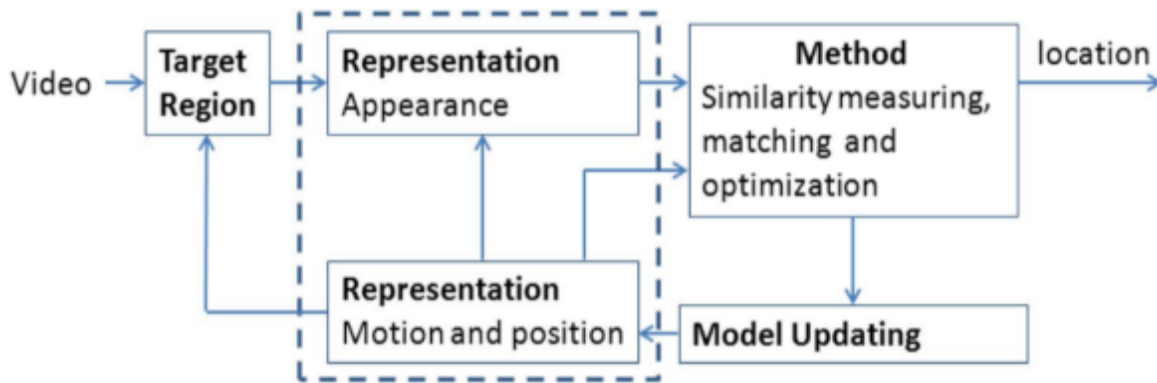 Video
Target
Region
Representation
Appearance
Method
Similarity measuring,
matching and
optimization
location
Representation
Motion and position
Model Updating